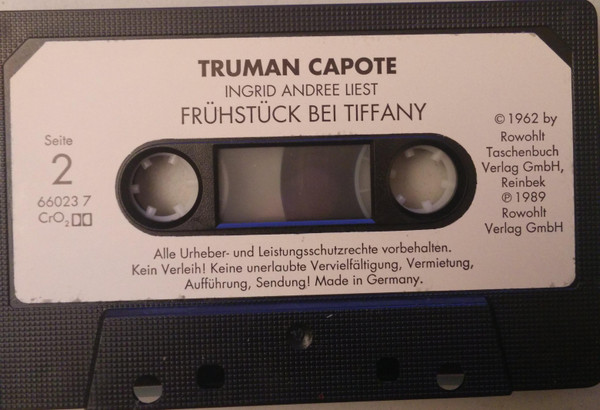 TRUMAN CAPOTE
INGRID ANDREE LIEST
FRÜHSTÜCK BEI TIFFANY
Seite
2
66023 7
CrO₂
© 1962 by
Rowohlt
Taschenbuch
Verlag GmbH,
Reinbek
℗ 1989
Rowohlt
Verlag GmbH
Alle Urheber- und Leistungsschutzrechte vorbehalten.
Kein Verleih! Keine unerlaubte Vervielfältigung, Vermietung,
Aufführung, Sendung! Made in Germany.